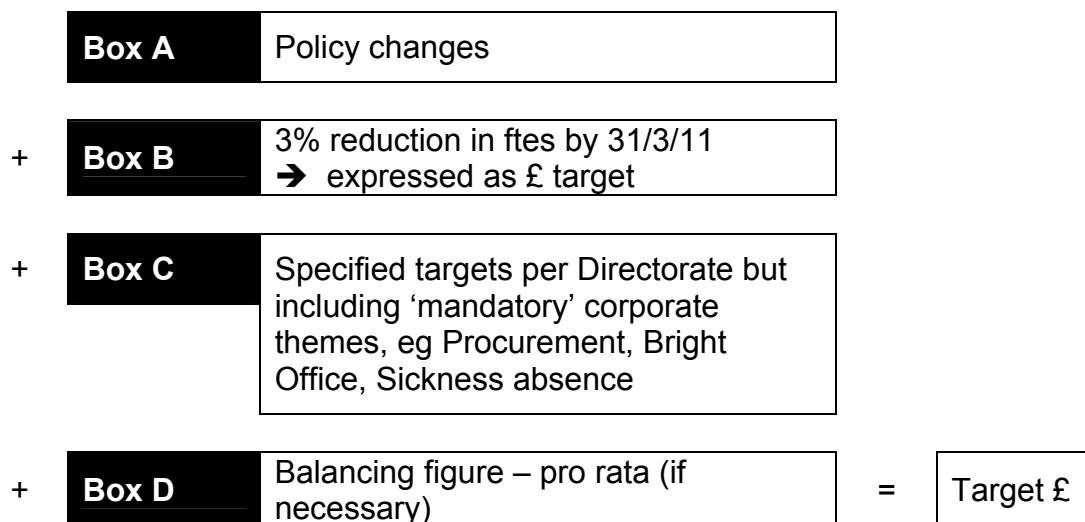 Box A Policy changes
+ Box B 3% reduction in ftes by 31/3/11
➔ expressed as £ target
+ Box C Specified targets per Directorate but
including ‘mandatory’ corporate
themes, eg Procurement, Bright
Office, Sickness absence
+ Box D Balancing figure – pro rata (if
necessary) = Target £